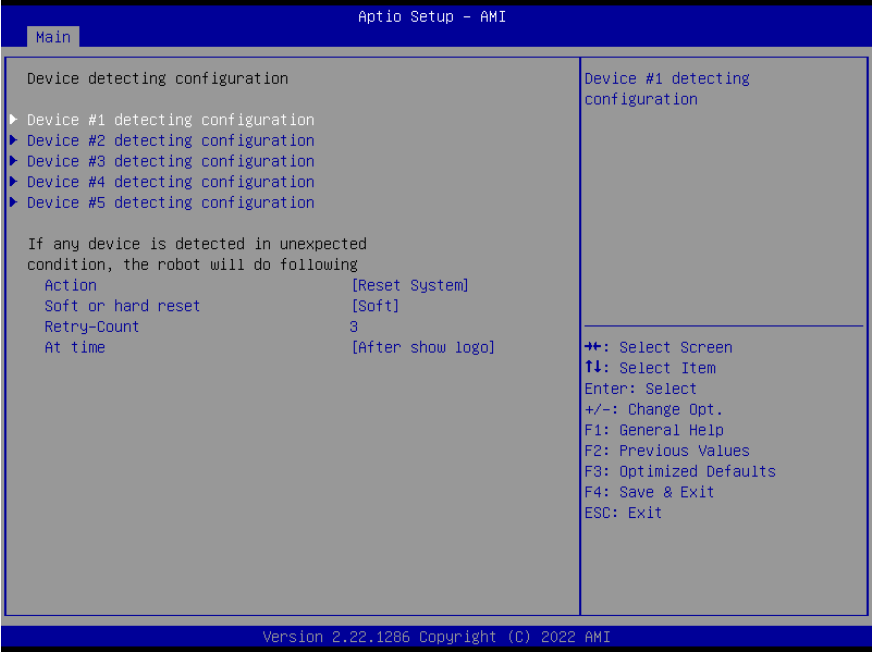 Aptio Setup – AMI
Main
Device detecting configuration
Device #1 detecting configuration
Device #2 detecting configuration
Device #3 detecting configuration
Device #4 detecting configuration
Device #5 detecting configuration
If any device is detected in unexpected
condition, the robot will do following
Action [Reset System]
Soft or hard reset [Soft]
Retry-Count 3
At time [After show logo]
Device #1 detecting
configuration
→←: Select Screen
↑↓: Select Item
Enter: Select
+/-: Change Opt.
F1: General Help
F2: Previous Values
F3: Optimized Defaults
F4: Save & Exit
ESC: Exit
Version 2.22.1286 Copyright (C) 2022 AMI